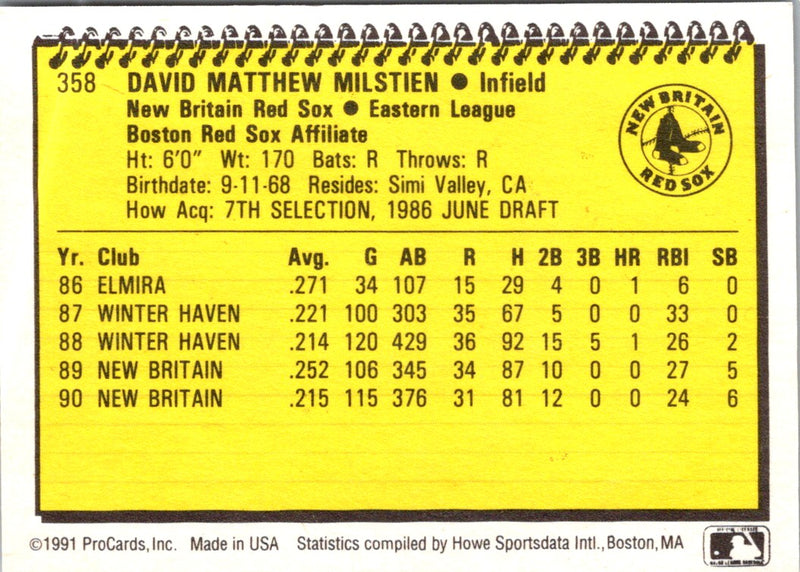 358 DAVID MATTHEW MILSTIEN ● Infield
New Britain Red Sox ● Eastern League
Boston Red Sox Affiliate
Ht: 6'0" Wt: 170 Bats: R Throws: R
Birthdate: 9-11-68 Resides: Simi Valley, CA
How Acq: 7TH SELECTION, 1986 JUNE DRAFT
NEW BRITAIN
RED SOX
Yr. Club Avg. G AB R H 2B 3B HR RBI SB
86 ELMIRA .271 34 107 15 29 4 0 1 6 0
87 WINTER HAVEN .221 100 303 35 67 5 0 0 33 0
88 WINTER HAVEN .214 120 429 36 92 15 5 1 26 2
89 NEW BRITAIN .252 106 345 34 87 10 0 0 27 5
90 NEW BRITAIN .215 115 376 31 81 12 0 0 24 6
©1991 ProCards, Inc. Made in USA Statistics compiled by Howe Sportsdata Intl., Boston, MA